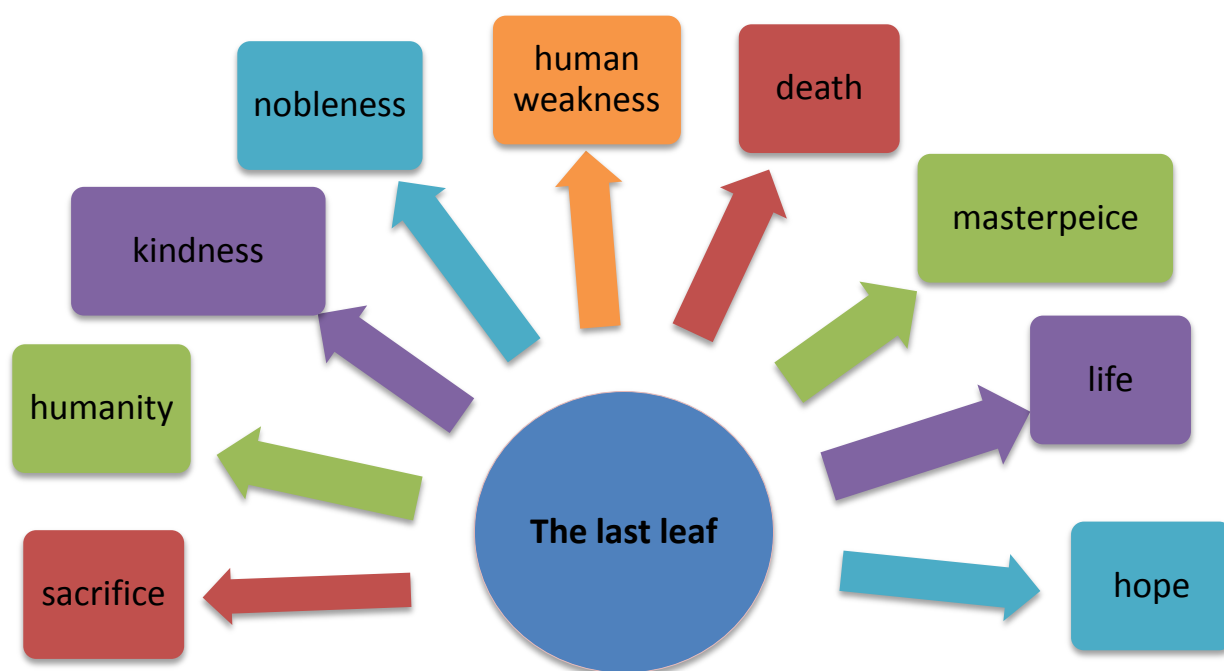 human
weakness
death
nobleness
masterpeice
kindness
life
humanity
The last leaf
hope
sacrifice